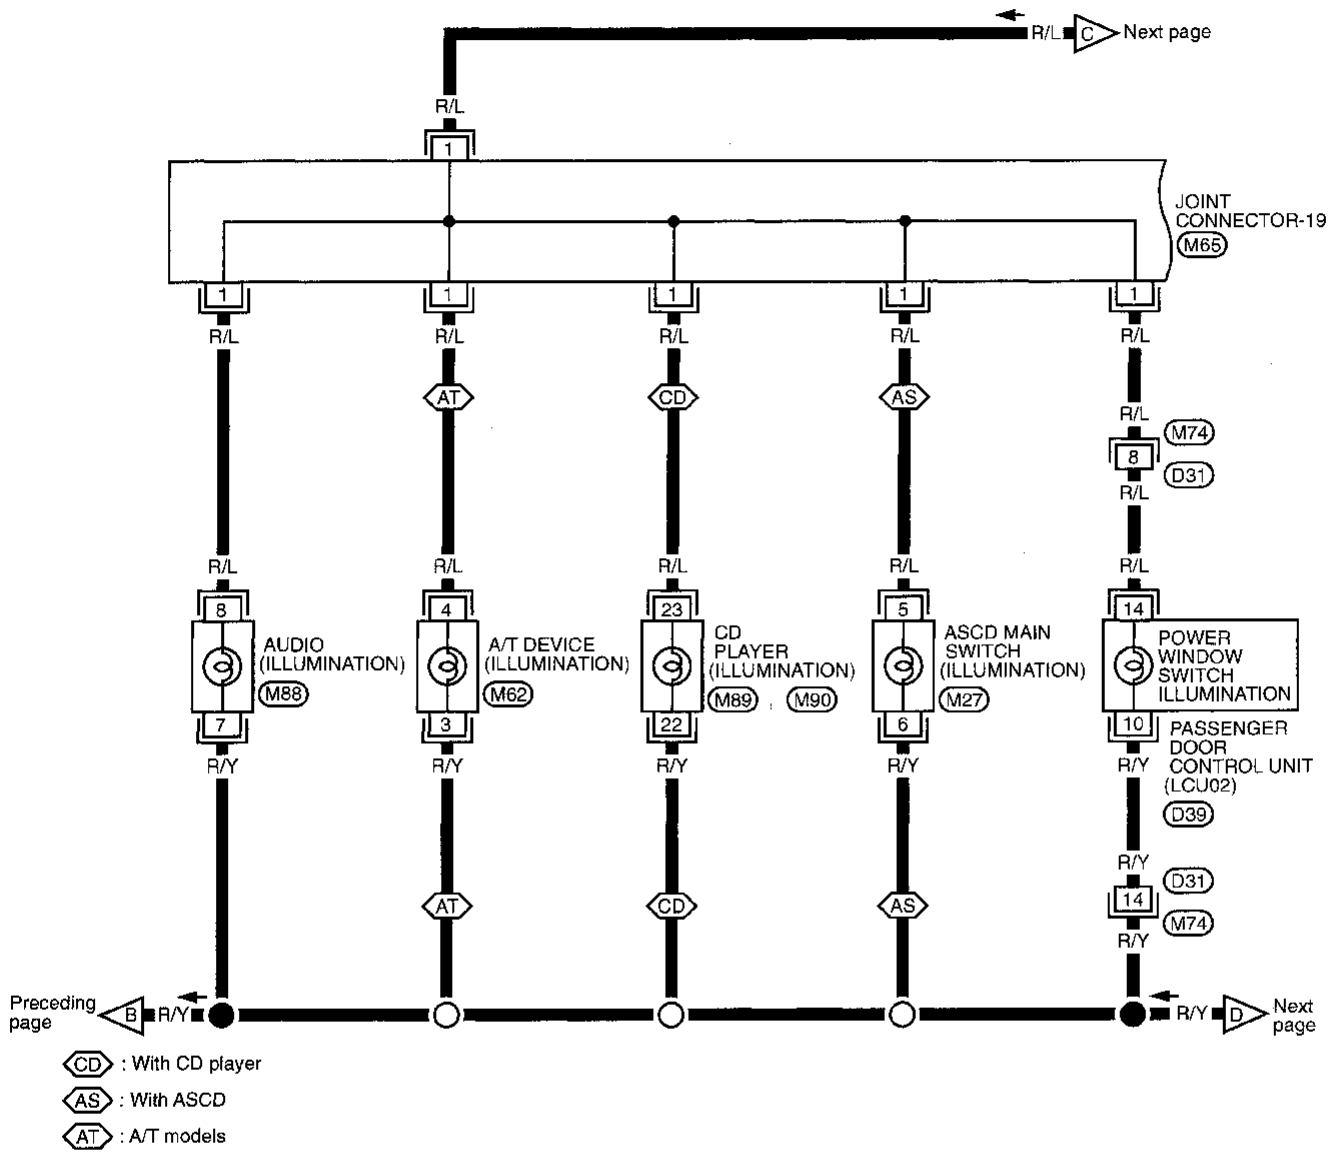 R/L C Next page
R/L
1
JOINT
CONNECTOR-19
M65
1 1 1 1 1
R/L R/L R/L R/L R/L
AT CD AS
R/L
M74
8
D31
R/L
R/L R/L R/L R/L R/L
8 4 23 5 14
AUDIO
(ILLUMINATION)
M88
A/T DEVICE
(ILLUMINATION)
M62
CD
PLAYER
(ILLUMINATION)
M89 , M90
ASCD MAIN
SWITCH
(ILLUMINATION)
M27
POWER
WINDOW
SWITCH
ILLUMINATION
7 3 22 6 10
PASSENGER
DOOR
CONTROL UNIT
(LCU02)
D39
R/Y R/Y R/Y R/Y R/Y
R/Y
D31
14
M74
R/Y
AT CD AS
Preceding
page
B R/Y
R/Y D
Next
page
CD : With CD player
AS : With ASCD
AT : A/T models